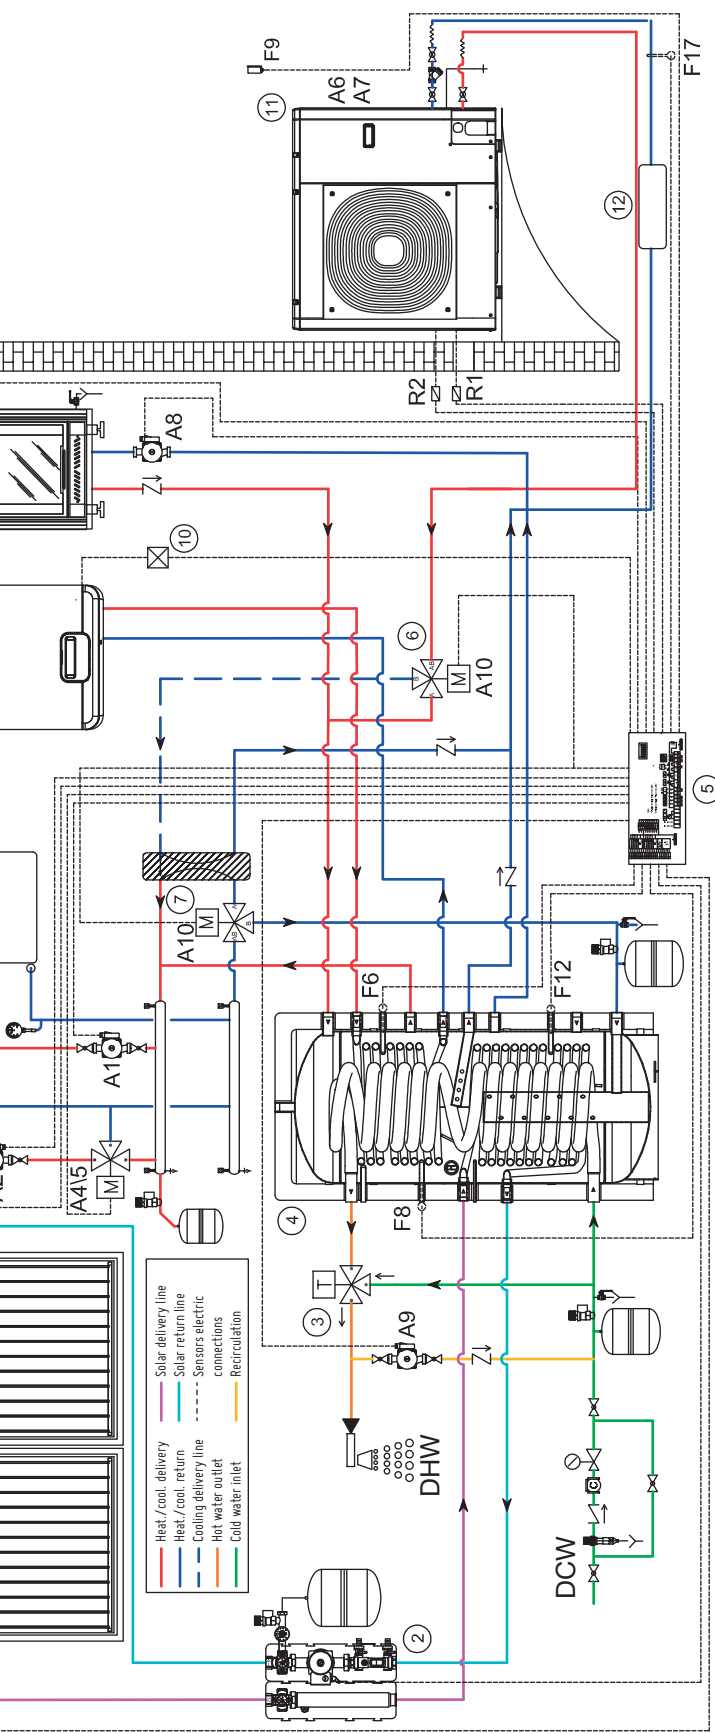 F9
A6
A7
11
F17
12
R2
R1
A8
10
6
B
AB
A
M
A10
5
7
A10
M
A
AB
B
F6
F12
A1
M
A4\5
4
F8
H
T
3
A9
DHW
DCW
C
2
Heat./cool. delivery
Heat./cool. return
Cooling delivery line
Hot water outlet
Cold water inlet
Solar delivery line
Solar return line
Sensors electric
connections
Recirculation